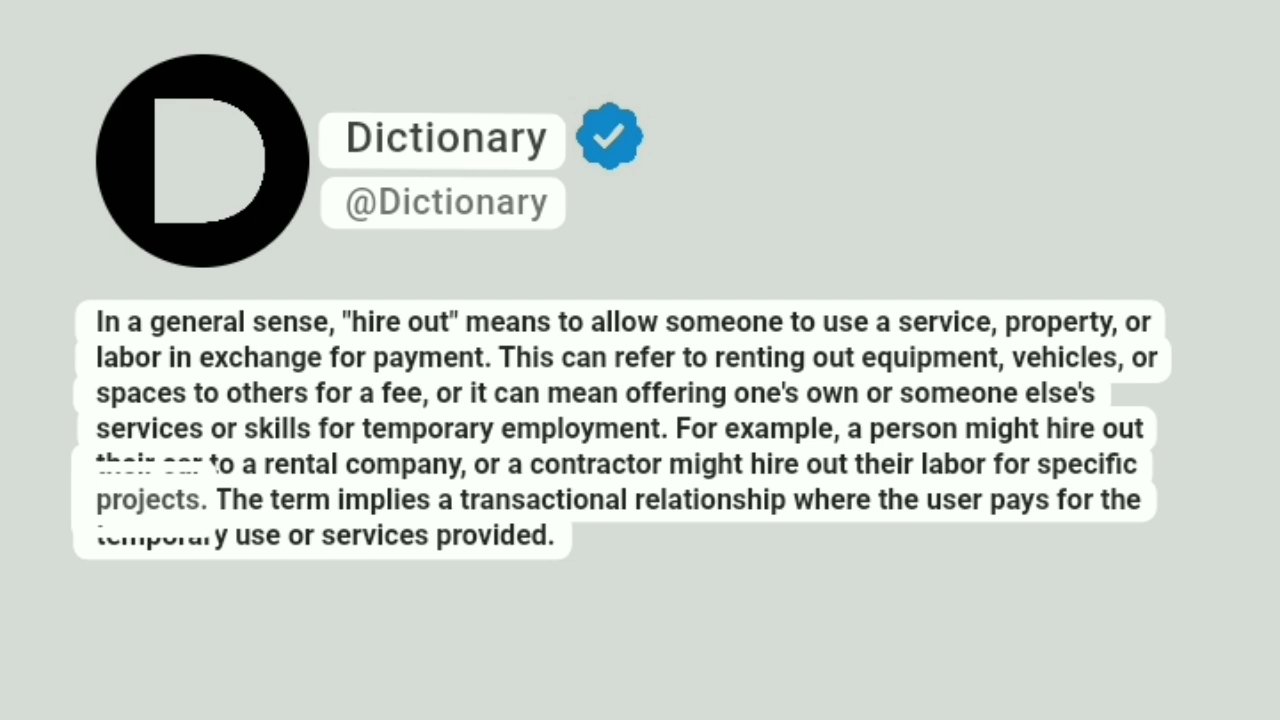 Dictionary
@Dictionary
In a general sense, "hire out" means to allow someone to use a service, property, or
labor in exchange for payment. This can refer to renting out equipment, vehicles, or
spaces to others for a fee, or it can mean offering one's own or someone else's
services or skills for temporary employment. For example, a person might hire out
their car to a rental company, or a contractor might hire out their labor for specific
projects. The term implies a transactional relationship where the user pays for the
temporary use or services provided.